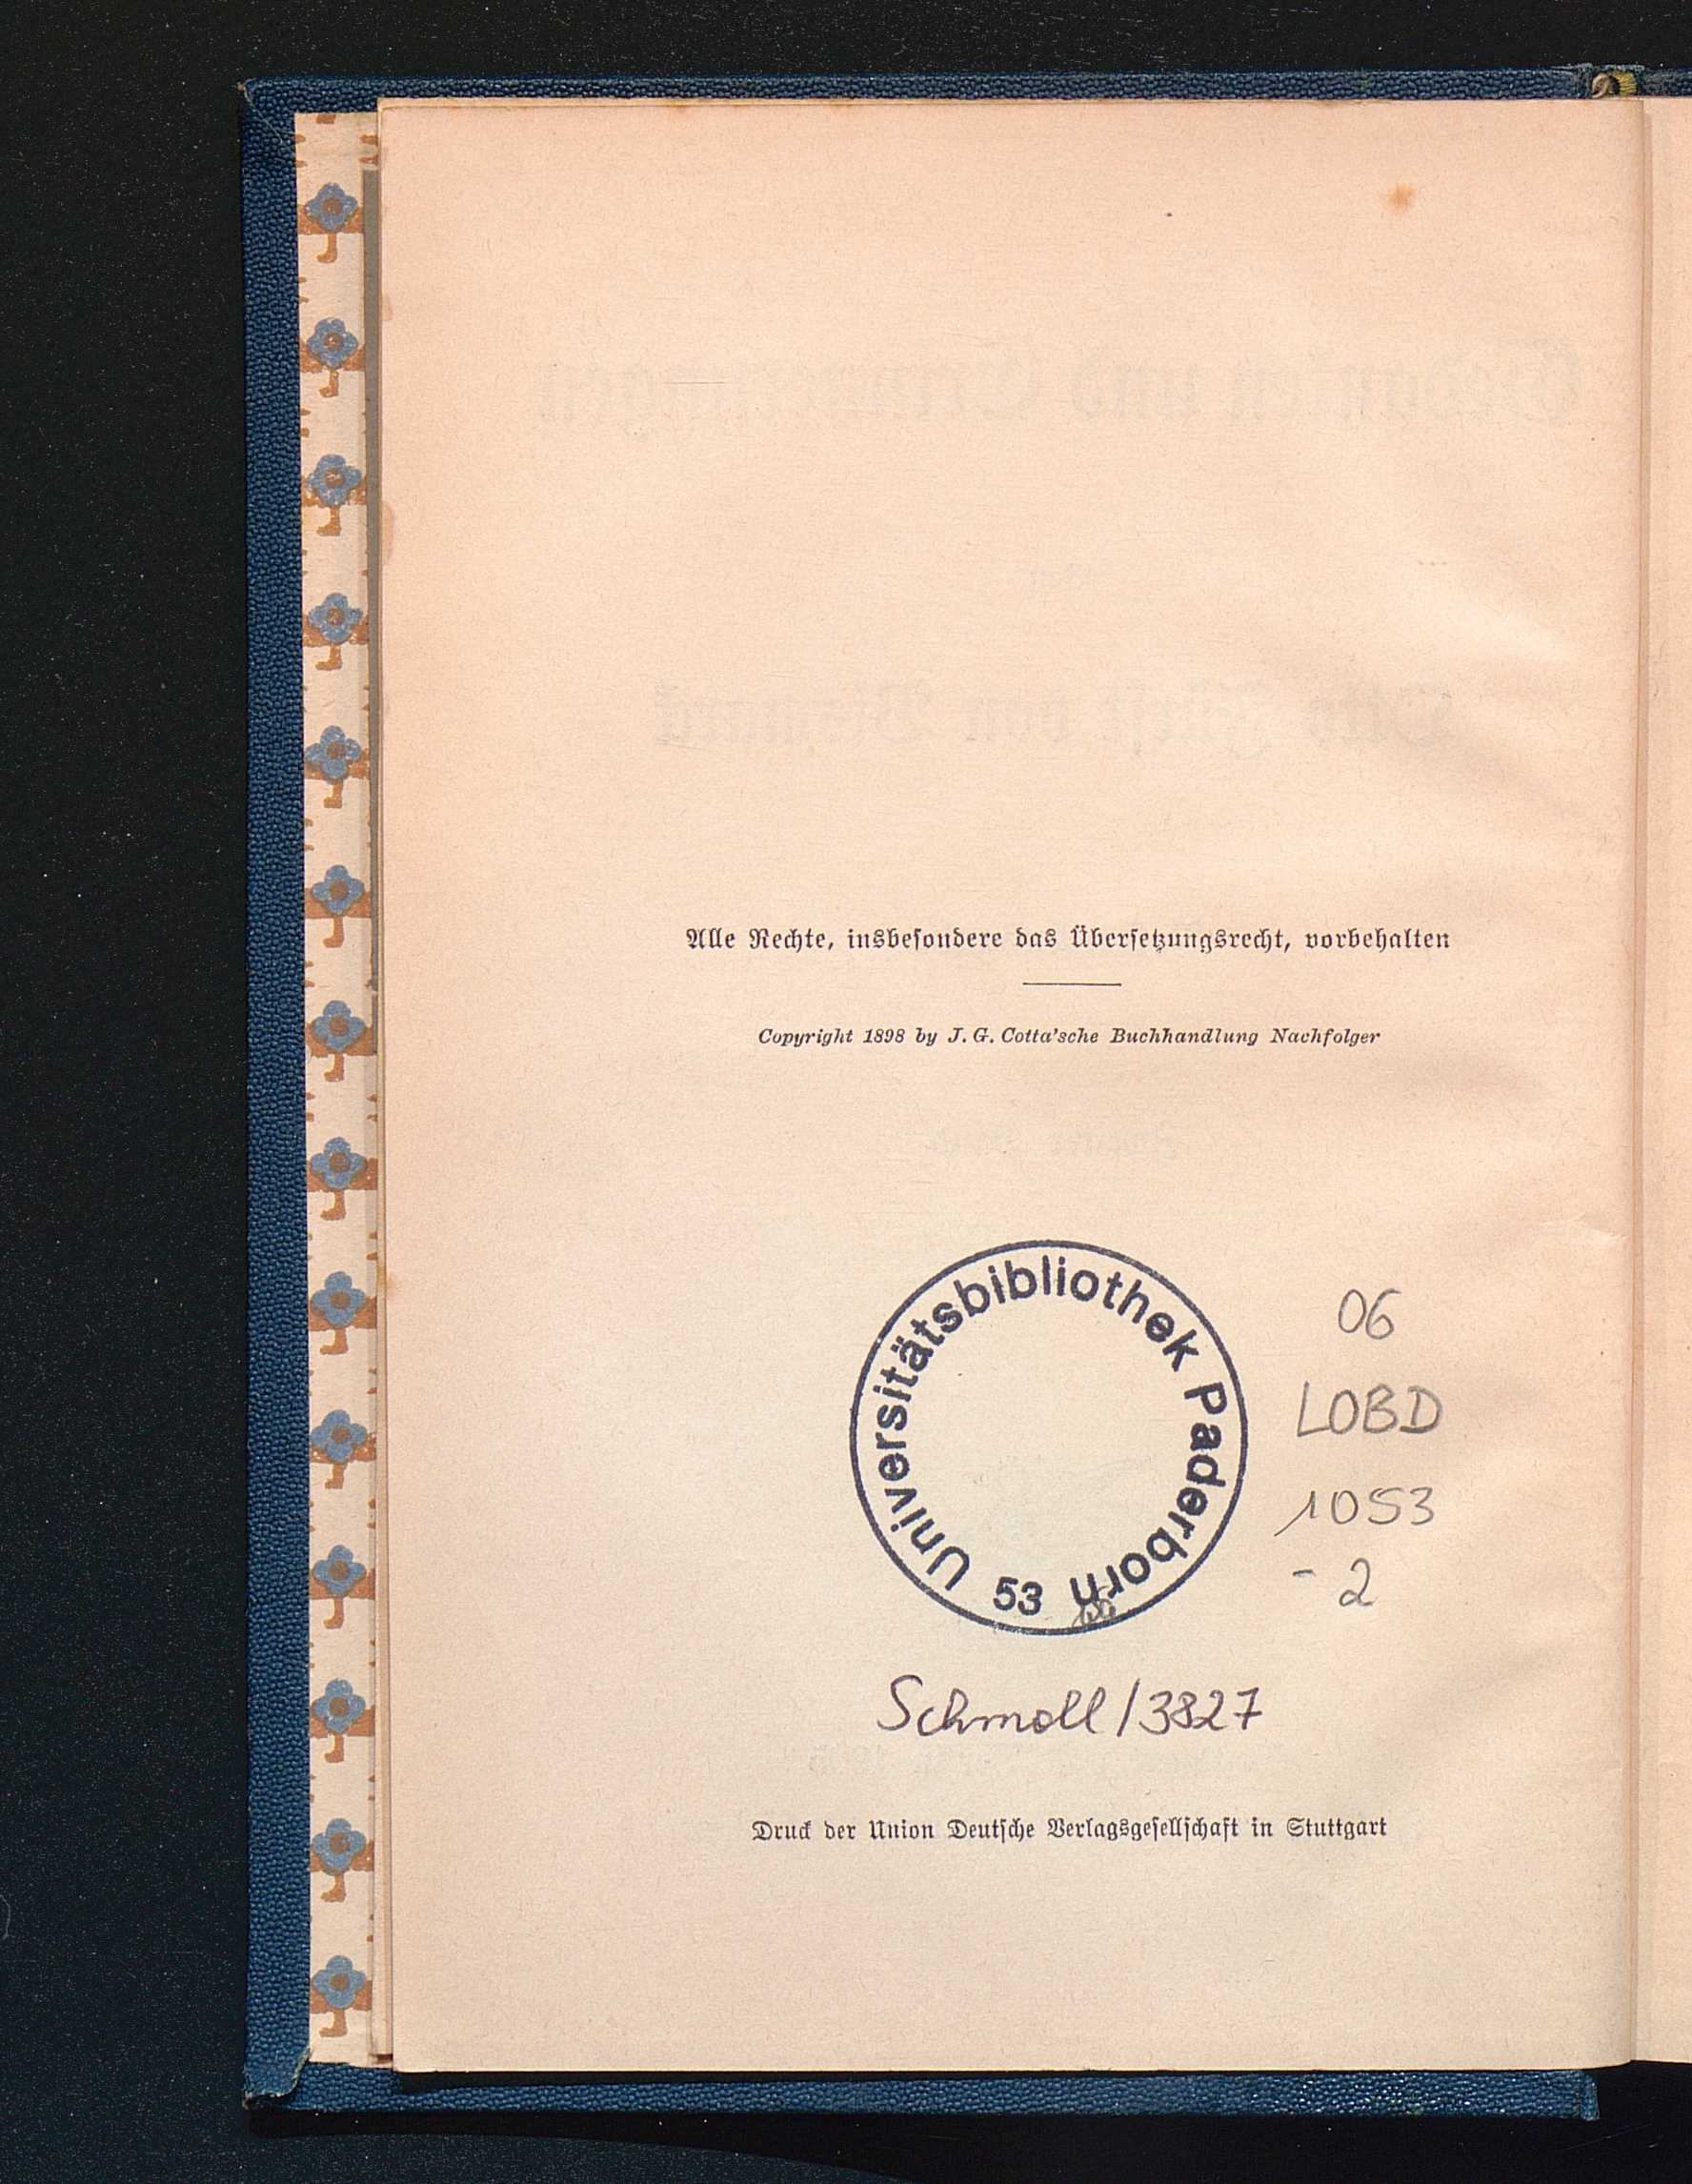 Alle Rechte, insbesondere das Übersetzungsrecht, vorbehalten
Copyright 1898 by J. G. Cotta'sche Buchhandlung Nachfolger
Universitätsbibliothek Paderborn 53
06
LOBD
1053
- 2
Schmoll / 3827
Druck der Union Deutsche Verlagsgesellschaft in Stuttgart